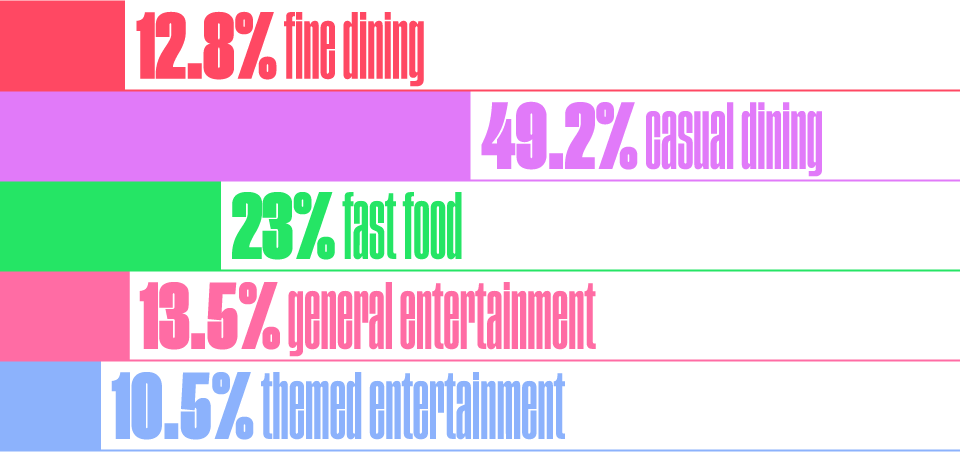 12.8% fine dining
49.2% casual dining
23% fast food
13.5% general entertainment
10.5% themed entertainment